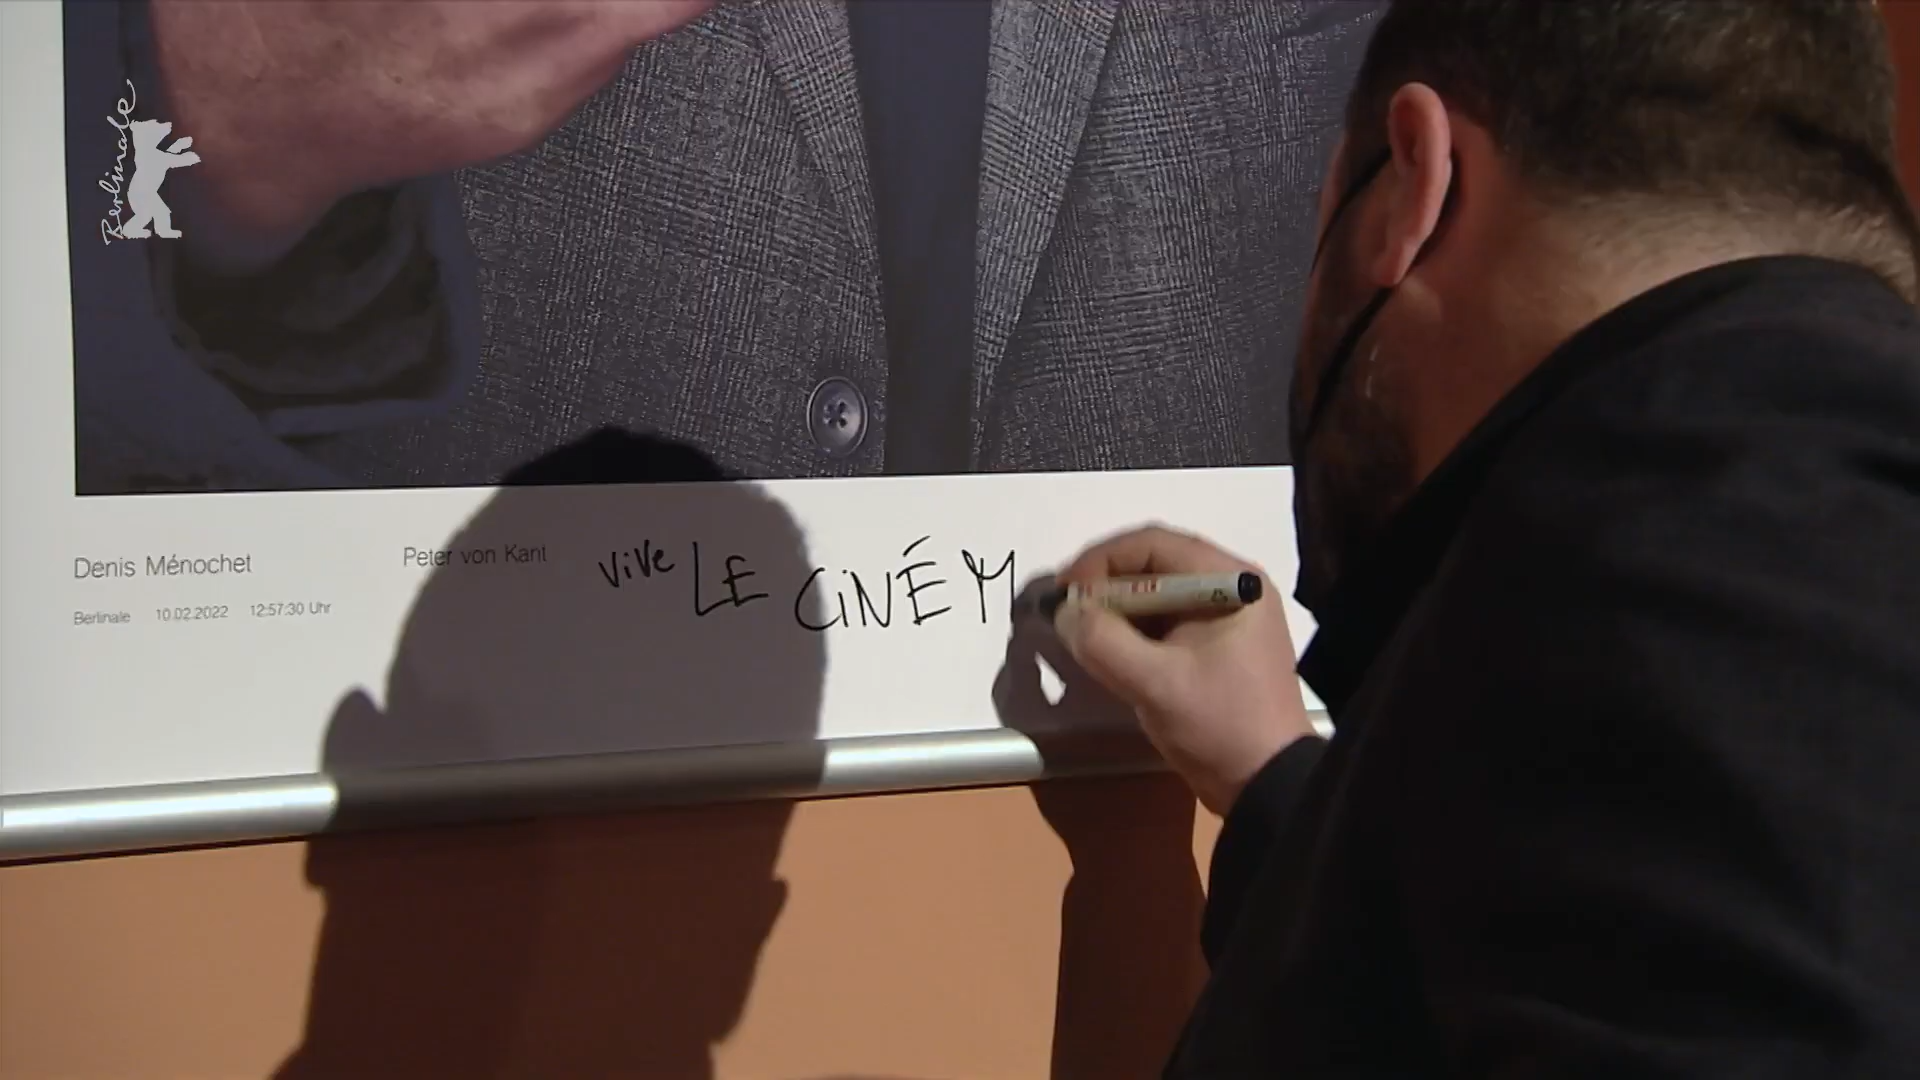 Berlinale
Denis Ménochet
Peter von Kant
Berlinale 10.02.2022 12:57:30 Uhr
vive LE CiNÉM